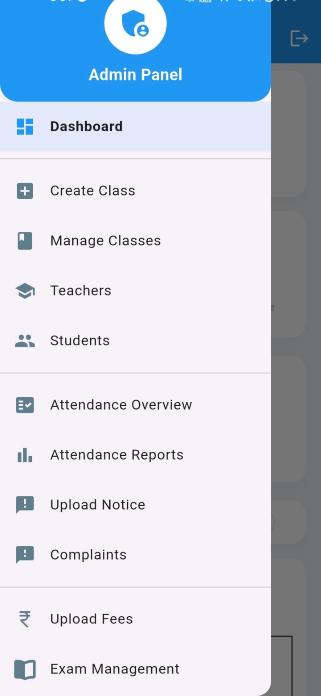 Admin Panel
Dashboard
Create Class
Manage Classes
Teachers
Students
Attendance Overview
Attendance Reports
Upload Notice
Complaints
₹ Upload Fees
Exam Management